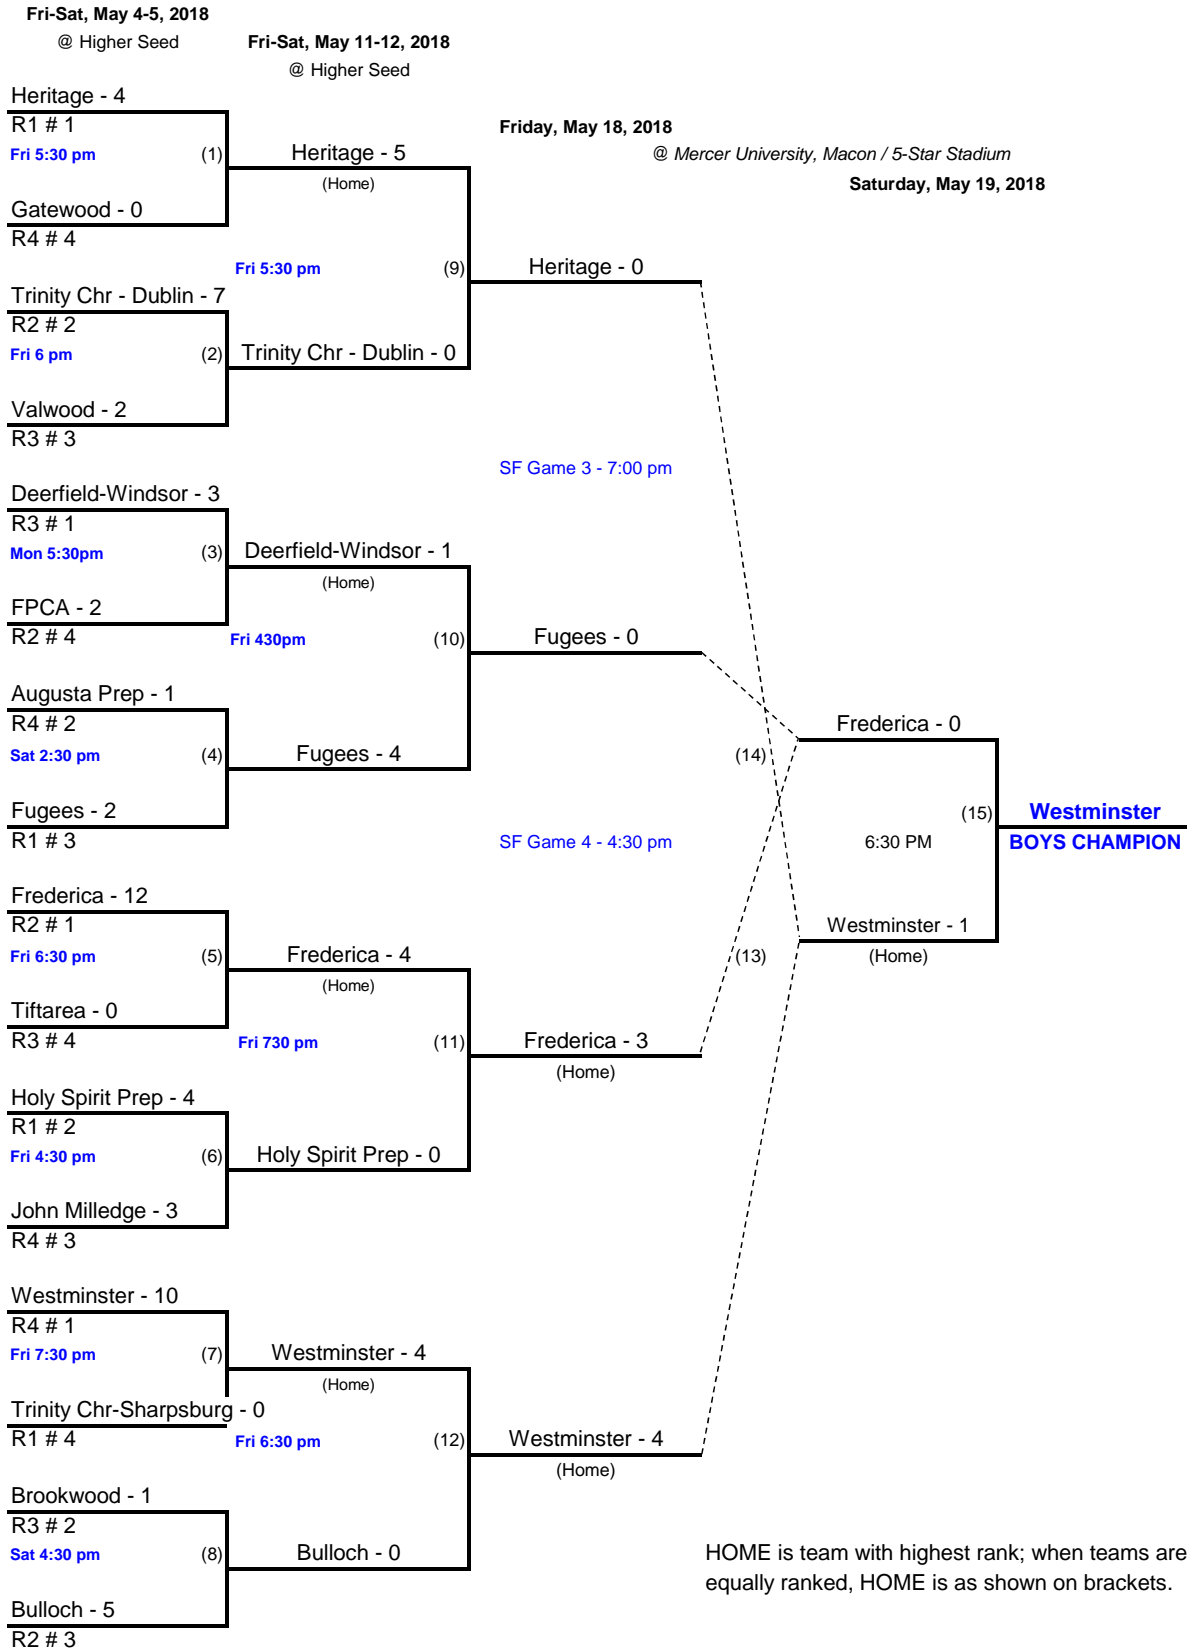 Fri-Sat, May 4-5, 2018
@ Higher Seed
Fri-Sat, May 11-12, 2018
@ Higher Seed
Friday, May 18, 2018
@ Mercer University, Macon / 5-Star Stadium
Saturday, May 19, 2018
Heritage - 4
R1 # 1
Fri 5:30 pm
(1)
Gatewood - 0
R4 # 4
Heritage - 5
(Home)
Fri 5:30 pm
(9)
Trinity Chr - Dublin - 7
R2 # 2
Fri 6 pm
(2)
Valwood - 2
R3 # 3
Trinity Chr - Dublin - 0
Heritage - 0
SF Game 3 - 7:00 pm
Deerfield-Windsor - 3
R3 # 1
Mon 5:30pm
(3)
FPCA - 2
R2 # 4
Deerfield-Windsor - 1
(Home)
Fri 430pm
(10)
Augusta Prep - 1
R4 # 2
Sat 2:30 pm
(4)
Fugees - 2
R1 # 3
Fugees - 4
Fugees - 0
SF Game 4 - 4:30 pm
Frederica - 12
R2 # 1
Fri 6:30 pm
(5)
Tiftarea - 0
R3 # 4
Frederica - 4
(Home)
Fri 730 pm
(11)
Holy Spirit Prep - 4
R1 # 2
Fri 4:30 pm
(6)
John Milledge - 3
R4 # 3
Holy Spirit Prep - 0
Frederica - 3
(Home)
Westminster - 10
R4 # 1
Fri 7:30 pm
(7)
Trinity Chr-Sharpsburg - 0
R1 # 4
Westminster - 4
(Home)
Fri 6:30 pm
(12)
Brookwood - 1
R3 # 2
Sat 4:30 pm
(8)
Bulloch - 5
R2 # 3
Bulloch - 0
Westminster - 4
(Home)
(14)
(13)
Frederica - 0
(15)
6:30 PM
Westminster - 1
(Home)
Westminster
BOYS CHAMPION
HOME is team with highest rank; when teams are
equally ranked, HOME is as shown on brackets.